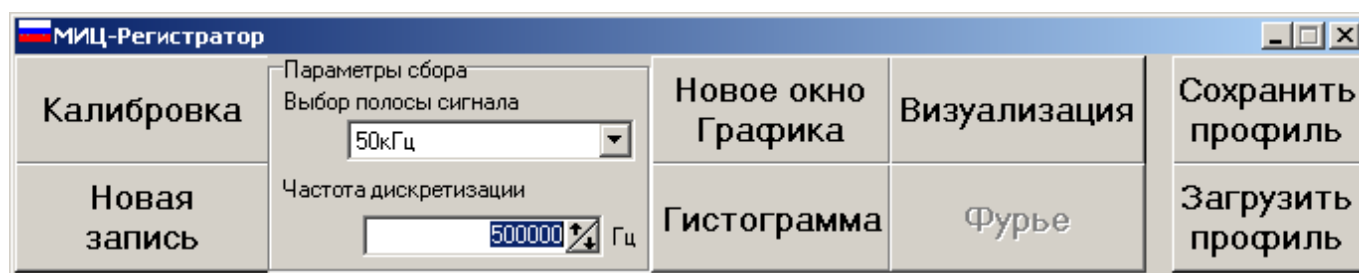 МИЦ-Регистратор
Калибровка
Новая
запись
Параметры сбора
Выбор полосы сигнала
50кГц
Частота дискретизации
500000 Гц
Новое окно
Графика
Гистограмма
Визуализация
Фурье
Сохранить
профиль
Загрузить
профиль